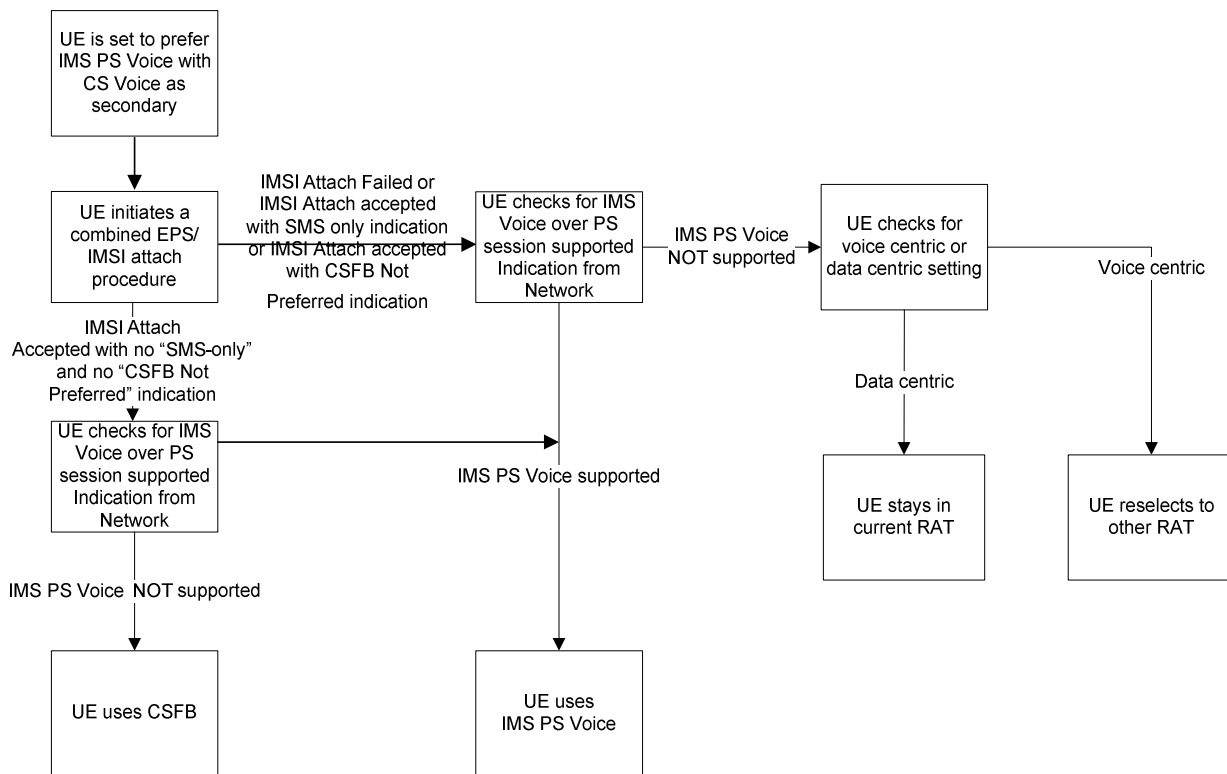 UE is set to prefer
IMS PS Voice with
CS Voice as
secondary
UE initiates a
combined EPS/
IMSI attach
procedure
IMSI Attach Failed or
IMSI Attach accepted
with SMS only indication
or IMSI Attach accepted
with CSFB Not
Preferred indication
UE checks for IMS
Voice over PS
session supported
Indication from
Network
IMS PS Voice
NOT supported
UE checks for
voice centric or
data centric setting
Voice centric
Data centric
IMSI Attach
Accepted with no “SMS-only”
and no “CSFB Not
Preferred” indication
UE checks for IMS
Voice over PS
session supported
Indication from
Network
IMS PS Voice supported
UE stays in
current RAT
UE reselects to
other RAT
IMS PS Voice NOT supported
UE uses CSFB
UE uses
IMS PS Voice